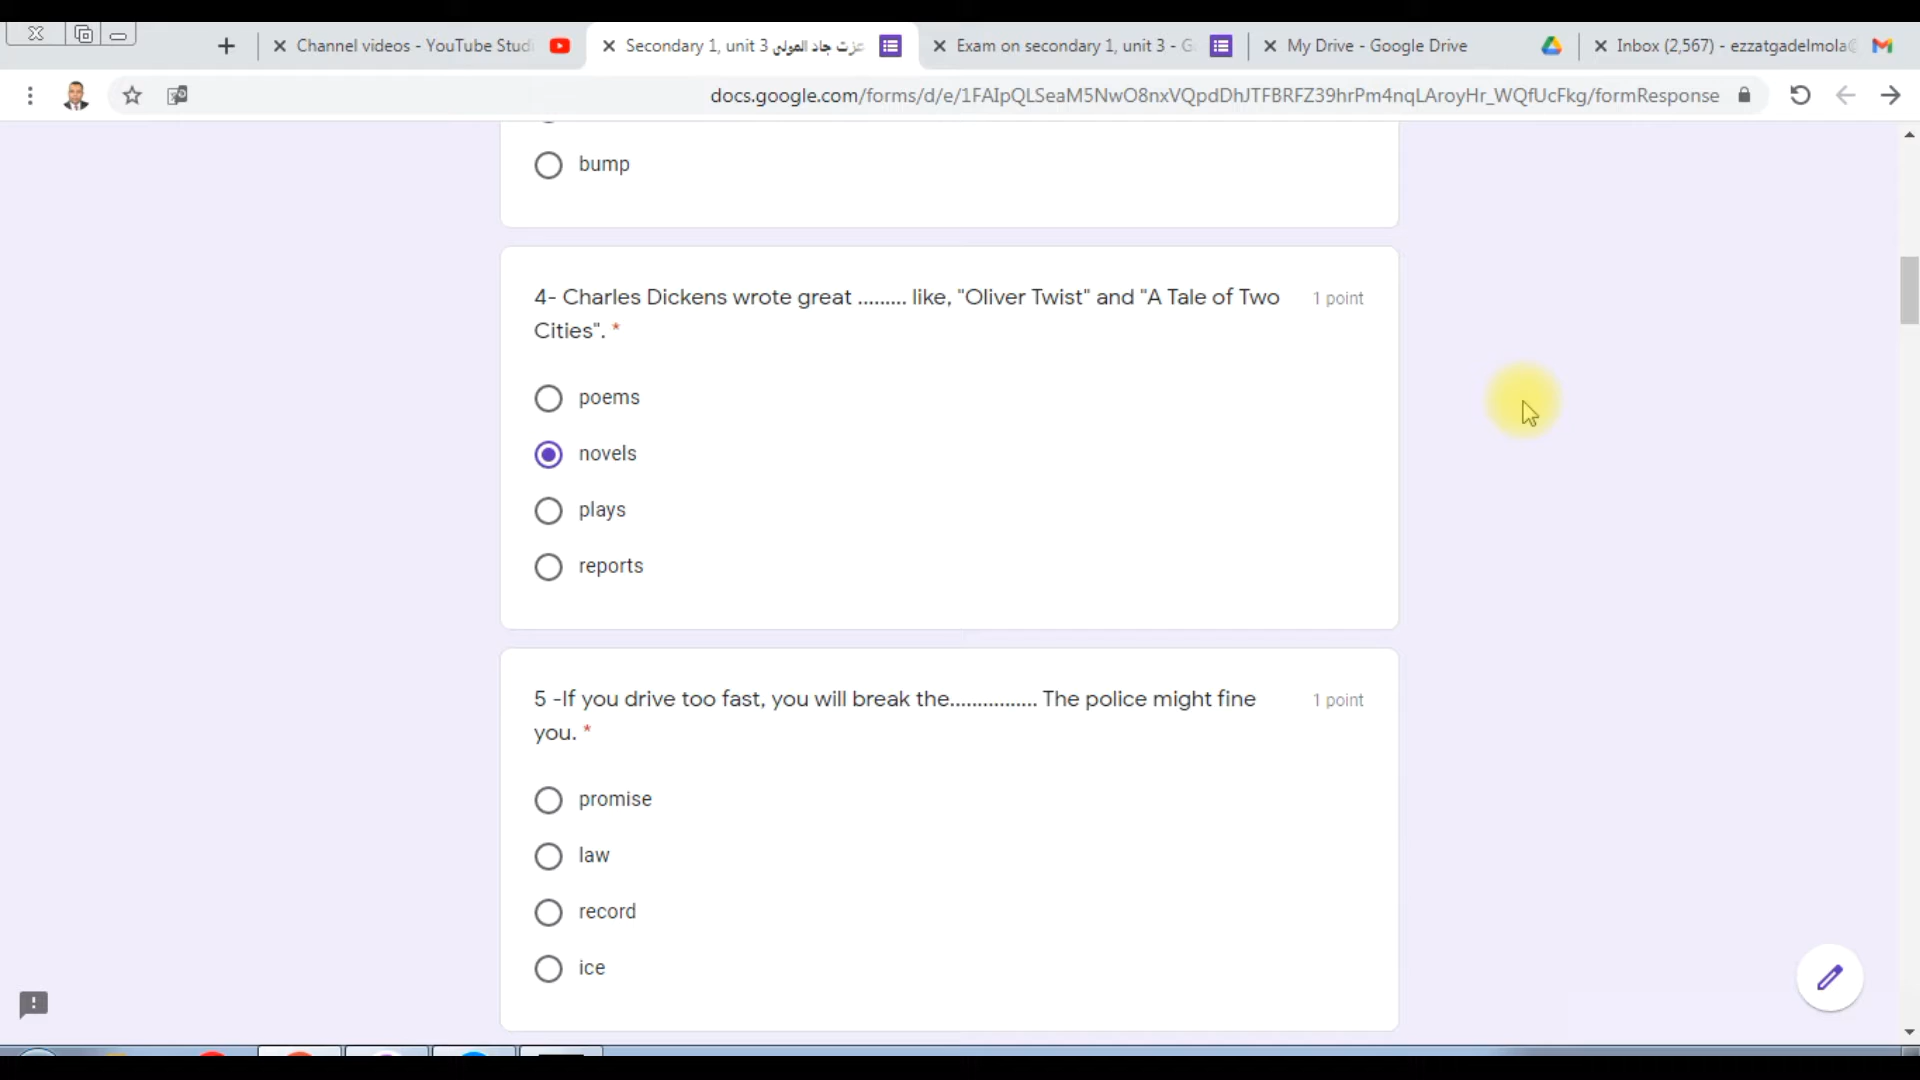 Channel videos - YouTube Studi
Secondary 1, unit 3 عزت جاد المولى
Exam on secondary 1, unit 3 - G
My Drive - Google Drive
Inbox (2,567) - ezzatgadelmola@
docs.google.com/forms/d/e/1FAIpQLSeaM5NwO8nxVQpdDhJTFBRFZ39hrPm4nqLAroyHr_WQfUcFkg/formResponse
bump
4- Charles Dickens wrote great ......... like, "Oliver Twist" and "A Tale of Two
Cities". *
1 point
poems
novels
plays
reports
5 -If you drive too fast, you will break the............... The police might fine
you. *
1 point
promise
law
record
ice